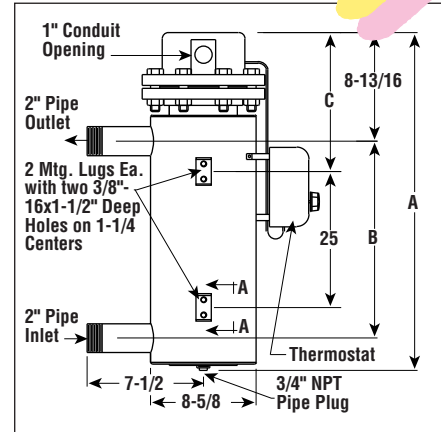 1" Conduit
Opening
C
8-13/16
2" Pipe
Outlet
2 Mtg. Lugs Ea.
with two 3/8"-
16x1-1/2" Deep
Holes on 1-1/4
Centers
A
25
B
A
A
2" Pipe
Inlet
Thermostat
7-1/2
8-5/8
3/4" NPT
Pipe Plug